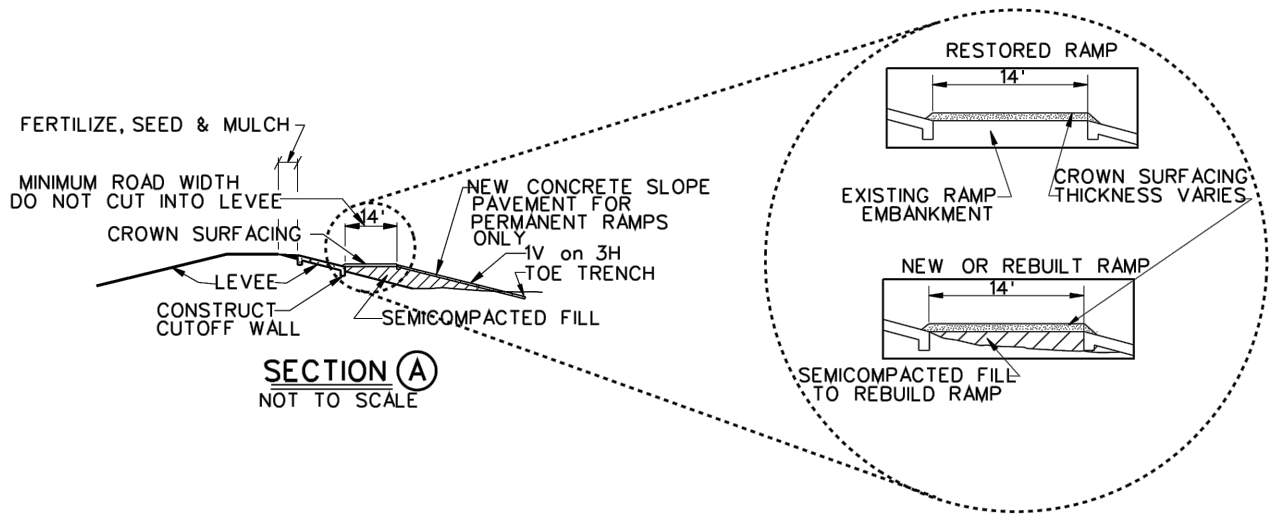 FERTILIZE, SEED & MULCH
MINIMUM ROAD WIDTH
DO NOT CUT INTO LEVEE
14'
CROWN SURFACING
NEW CONCRETE SLOPE
PAVEMENT FOR
PERMANENT RAMPS
ONLY
1V on 3H
TOE TRENCH
LEVEE
CONSTRUCT
CUTOFF WALL
SEMICOMPACTED FILL
SECTION A
NOT TO SCALE
RESTORED RAMP
14'
EXISTING RAMP
EMBANKMENT
CROWN SURFACING
THICKNESS VARIES
NEW OR REBUILT RAMP
14'
SEMICOMPACTED FILL
TO REBUILD RAMP